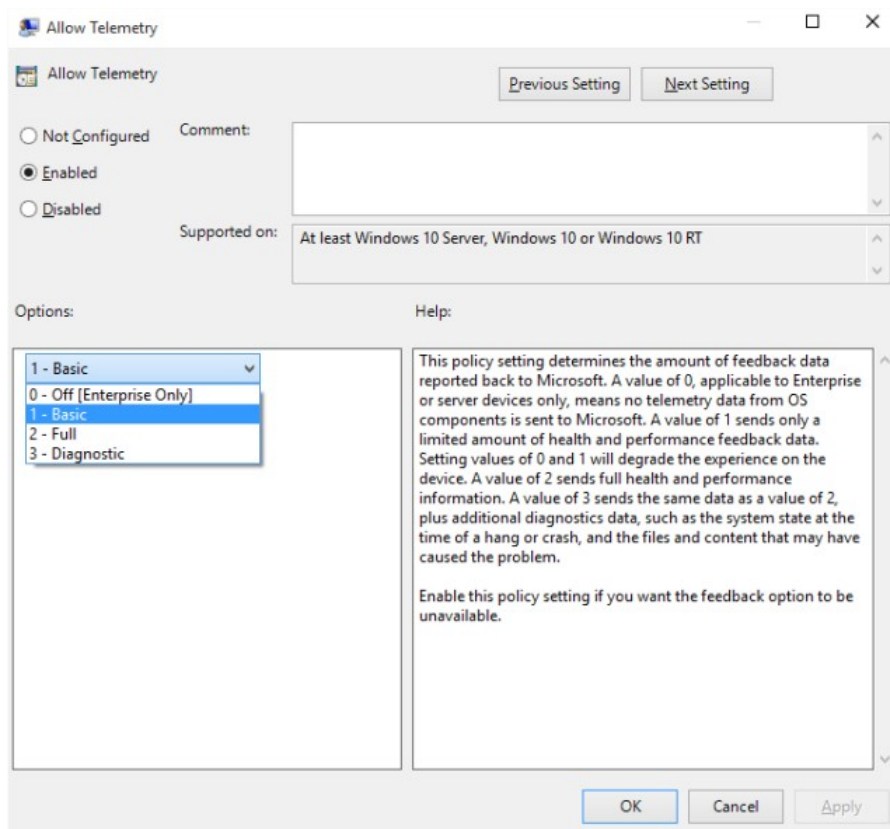 Allow Telemetry
Allow Telemetry
Previous Setting
Next Setting
Not Configured
Enabled
Disabled
Comment:
Supported on:
At least Windows 10 Server, Windows 10 or Windows 10 RT
Options:
Help:
1 - Basic
0 - Off [Enterprise Only]
1 - Basic
2 - Full
3 - Diagnostic
This policy setting determines the amount of feedback data
reported back to Microsoft. A value of 0, applicable to Enterprise
or server devices only, means no telemetry data from OS
components is sent to Microsoft. A value of 1 sends only a
limited amount of health and performance feedback data.
Setting values of 0 and 1 will degrade the experience on the
device. A value of 2 sends full health and performance
information. A value of 3 sends the same data as a value of 2,
plus additional diagnostics data, such as the system state at the
time of a hang or crash, and the files and content that may have
caused the problem.
Enable this policy setting if you want the feedback option to be
unavailable.
OK
Cancel
Apply